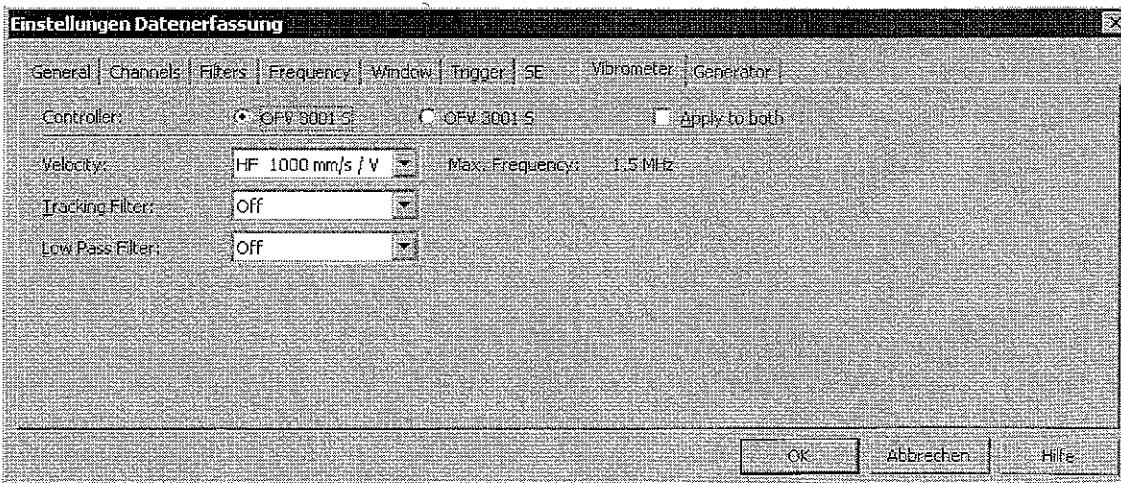 Einstellungen Datenerfassung
General Channels Filters Frequency Window Trigger SE Vibrometer Generator
Controller: OFV 3001 S OFV 3001 S Apply to both
Velocity: HF 1000 mm/s / V Max. Frequency: 1.5 MHz
Tracking Filter: Off
Low Pass Filter: Off
OK Abbrechen Hilfe